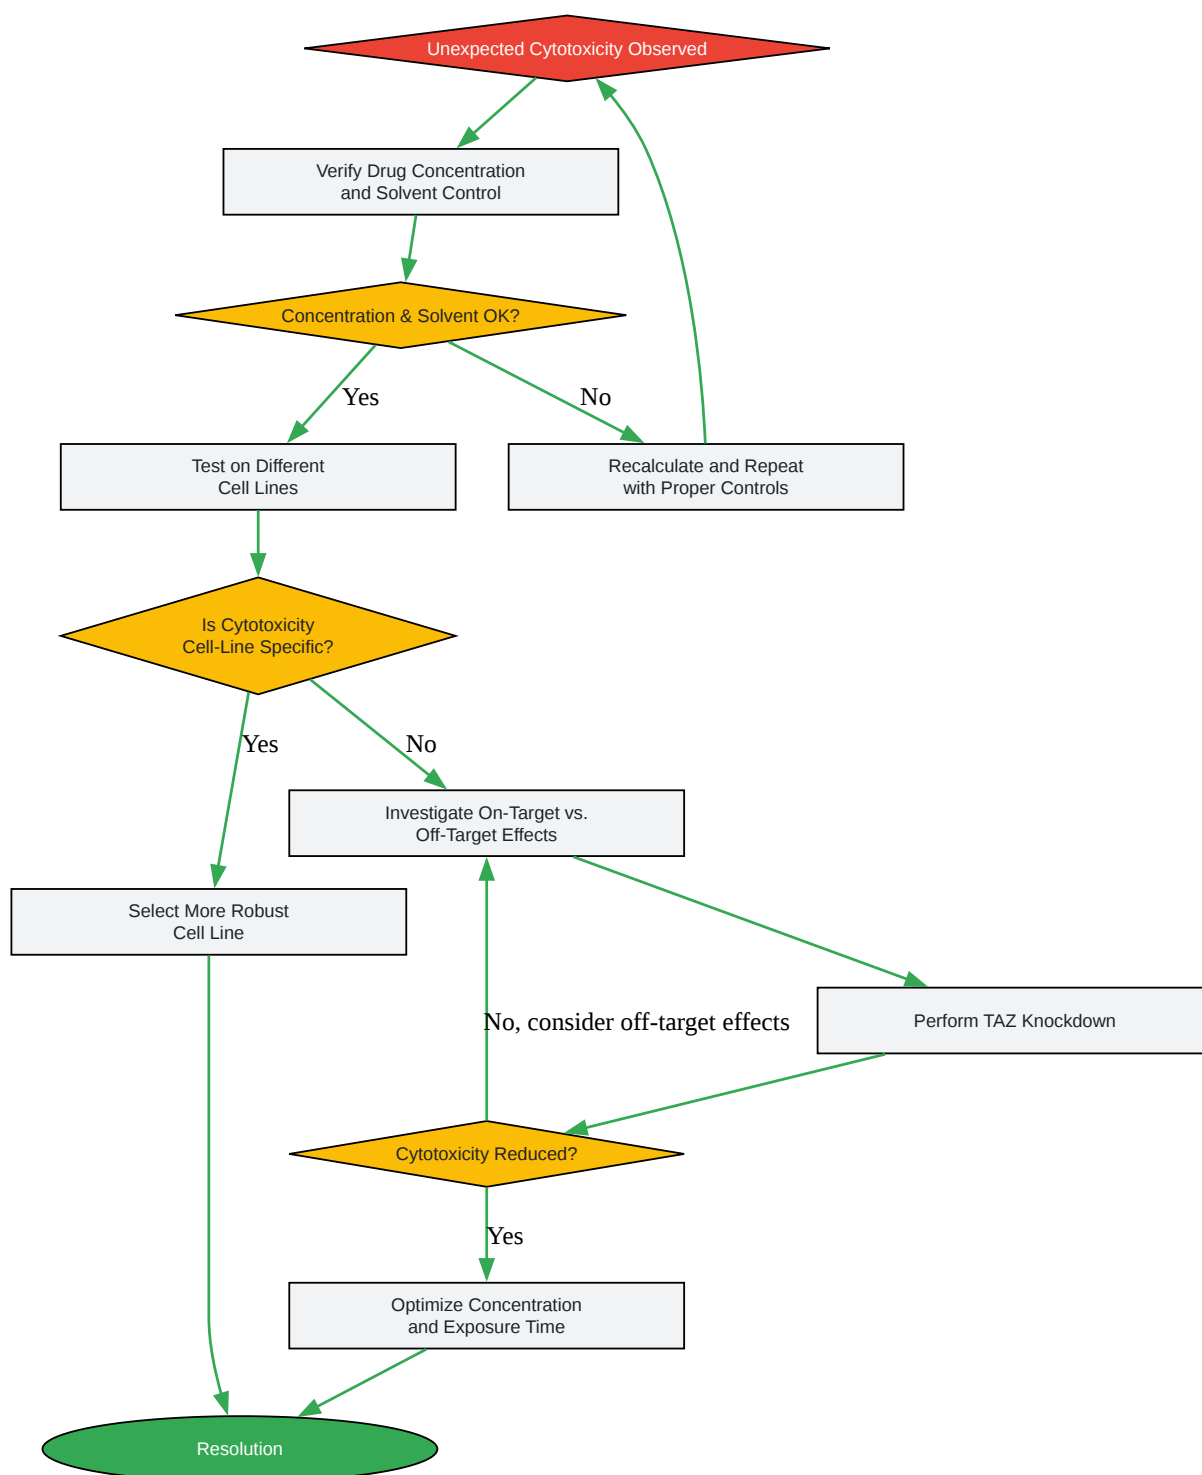 Unexpected Cytotoxicity Observed
Verify Drug Concentration
and Solvent Control
Concentration & Solvent OK?
Yes
No
Test on Different
Cell Lines
Recalculate and Repeat
with Proper Controls
Is Cytotoxicity
Cell-Line Specific?
Yes
No
Investigate On-Target vs.
Off-Target Effects
Select More Robust
Cell Line
No, consider off-target effects
Perform TAZ Knockdown
Cytotoxicity Reduced?
Yes
Optimize Concentration
and Exposure Time
Resolution